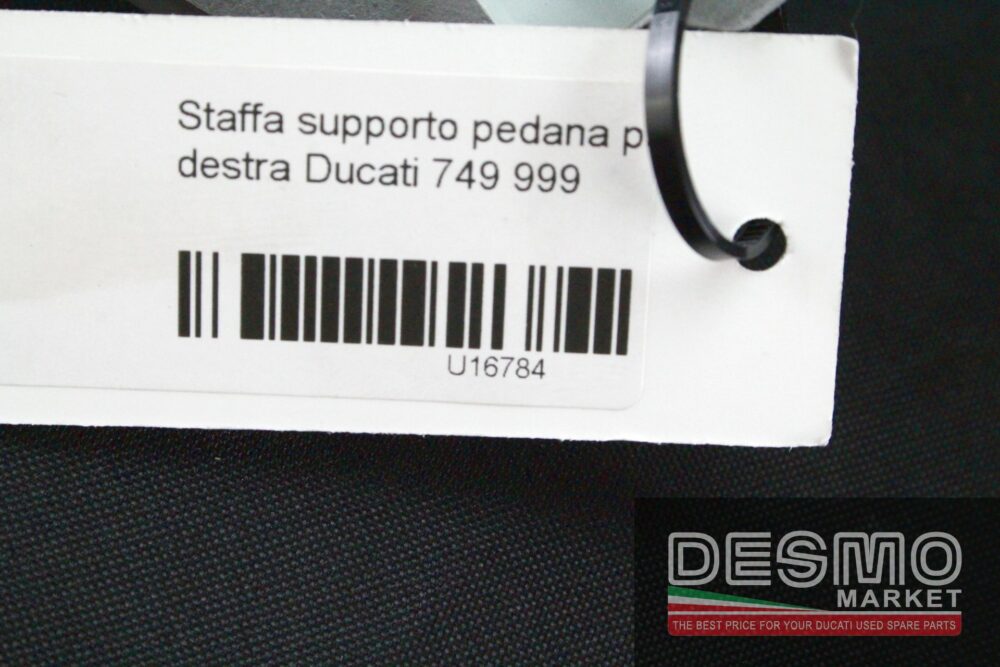 Staffa supporto pedana
destra Ducati 749 999
U16784
DESMO
MARKET
THE BEST PRICE FOR YOUR DUCATI USED SPARE PARTS